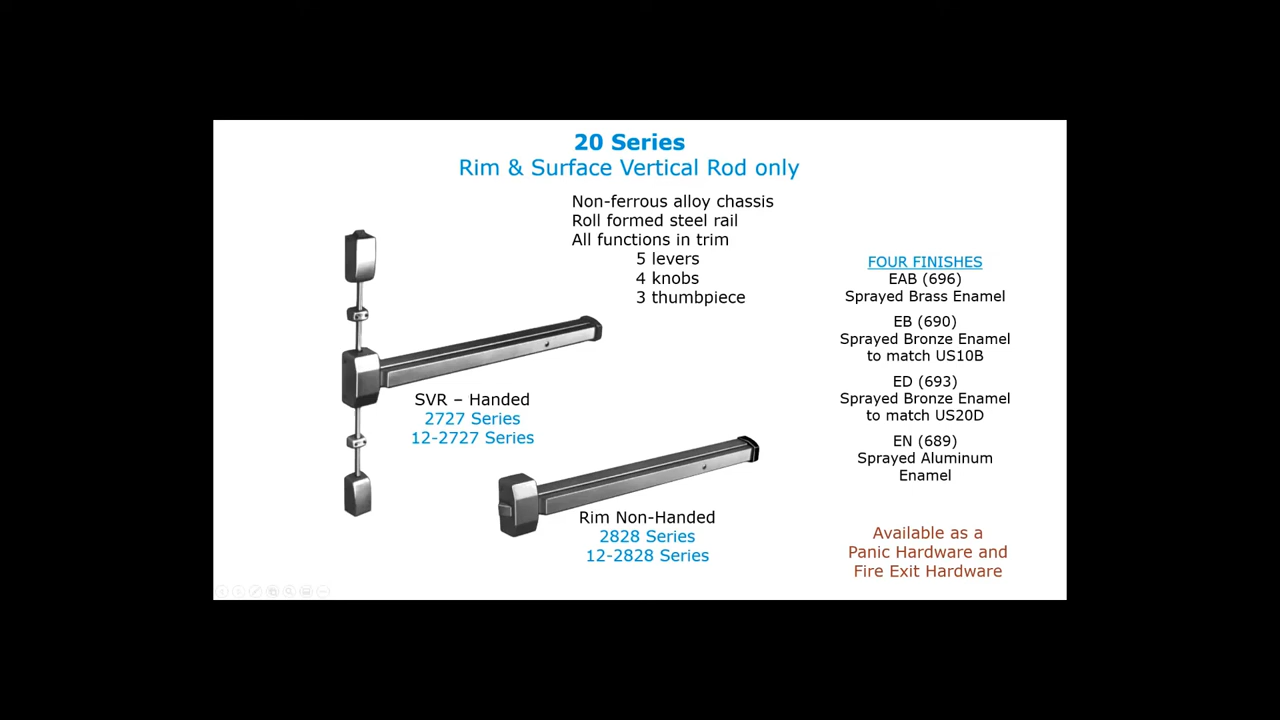 20 Series
Rim & Surface Vertical Rod only
Non-ferrous alloy chassis
Roll formed steel rail
All functions in trim
5 levers
4 knobs
3 thumbpiece
SVR – Handed
2727 Series
12-2727 Series
Rim Non-Handed
2828 Series
12-2828 Series
FOUR FINISHES
EAB (696)
Sprayed Brass Enamel
EB (690)
Sprayed Bronze Enamel
to match US10B
ED (693)
Sprayed Bronze Enamel
to match US20D
EN (689)
Sprayed Aluminum
Enamel
Available as a
Panic Hardware and
Fire Exit Hardware